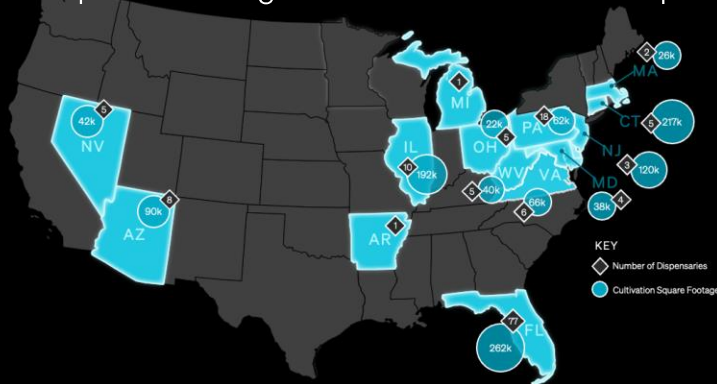 2
26k
MA
1
MI
5
42k
NV
18
62k
PA
CT
5
217k
22k
OH
5
NJ
IL
10
192k
WV
VA
MD
3
120k
5
40k
66k
6
38k
4
8
90k
AZ
AR
1
KEY
Number of Dispensaries
Cultivation Square Footage
77
FL
262k